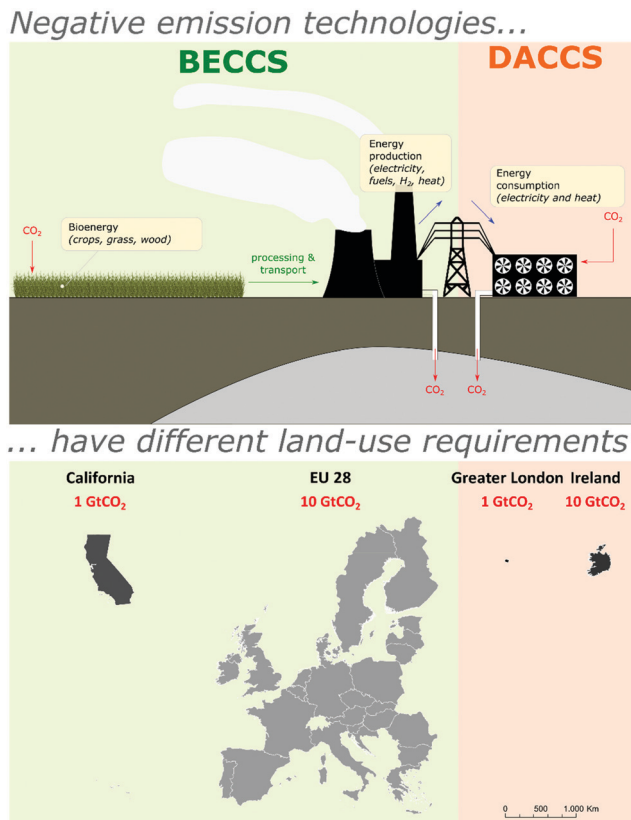 Negative emission technologies...
BECCS
DACCS
Energy
production
(electricity,
fuels, H₂, heat)
Energy
consumption
(electricity and heat)
CO₂
Bioenergy
(crops, grass, wood)
CO₂
processing &
transport
CO₂
CO₂
... have different land-use requirements
California
1 GtCO₂
EU 28
10 GtCO₂
Greater London
1 GtCO₂
Ireland
10 GtCO₂
0 500 1.000 Km